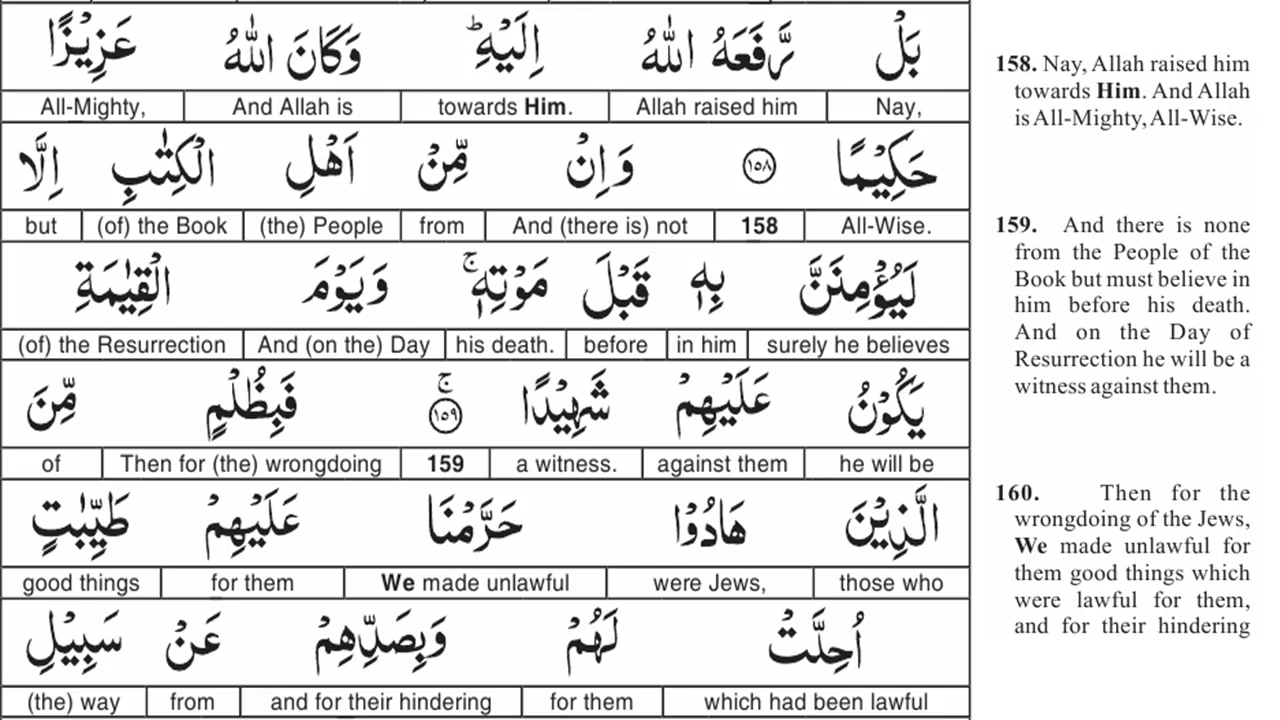 بَلْ رَّفَعَهُ اللّٰهُ اِلَيْهِ ؕ وَكَانَ اللّٰهُ عَزِيْزًا
All-Mighty, And Allah is towards Him. Allah raised him Nay,
حَكِيْمًا ١٥٨ وَاِنْ مِّنْ اَهْلِ الْكِتٰبِ اِلَّا
but (of) the Book (the) People from And (there is) not 158 All-Wise.
لَيُؤْمِنَنَّ بِهٖ قَبْلَ مَوْتِهٖ ۚ وَيَوْمَ الْقِيٰمَةِ
(of) the Resurrection And (on the) Day his death. before in him surely he believes
يَكُوْنُ عَلَيْهِمْ شَهِيْدًا ۚ ١٥٩ فَبِظُلْمٍ مِّنَ
of Then for (the) wrongdoing 159 a witness. against them he will be
الَّذِيْنَ هَادُوْا حَرَّمْنَا عَلَيْهِمْ طَيِّبٰتٍ
good things for them We made unlawful were Jews, those who
اُحِلَّتْ لَهُمْ وَبِصَدِّهِمْ عَنْ سَبِيْلِ
(the) way from and for their hindering for them which had been lawful
158. Nay, Allah raised him
towards Him. And Allah
is All-Mighty, All-Wise.
159. And there is none
from the People of the
Book but must believe in
him before his death.
And on the Day of
Resurrection he will be a
witness against them.
160. Then for the
wrongdoing of the Jews,
We made unlawful for
them good things which
were lawful for them,
and for their hindering